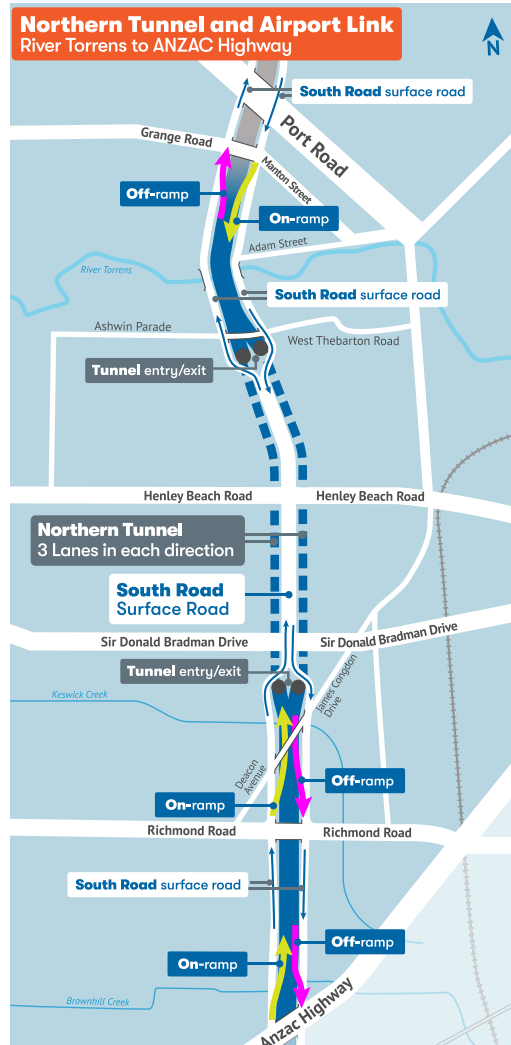 Northern Tunnel and Airport Link
River Torrens to ANZAC Highway
N
South Road surface road
Port Road
Grange Road
Manton Street
Off-ramp
On-ramp
Adam Street
River Torrens
South Road surface road
Ashwin Parade
West Thebarton Road
Tunnel entry/exit
Henley Beach Road
Henley Beach Road
Northern Tunnel
3 Lanes in each direction
South Road
Surface Road
Sir Donald Bradman Drive
Sir Donald Bradman Drive
Tunnel entry/exit
James Congdon
Drive
Keswick Creek
Deacon
Avenue
Off-ramp
On-ramp
Richmond Road
Richmond Road
South Road surface road
Off-ramp
On-ramp
Brownhill Creek
Anzac Highway